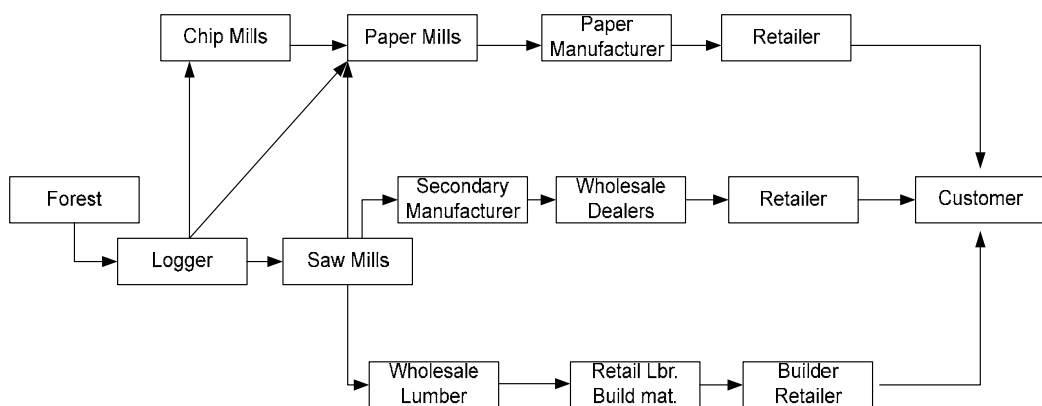 Chip Mills
Paper Mills
Paper
Manufacturer
Retailer
Forest
Secondary
Manufacturer
Wholesale
Dealers
Retailer
Customer
Logger
Saw Mills
Wholesale
Lumber
Retail Lbr.
Build mat.
Builder
Retailer